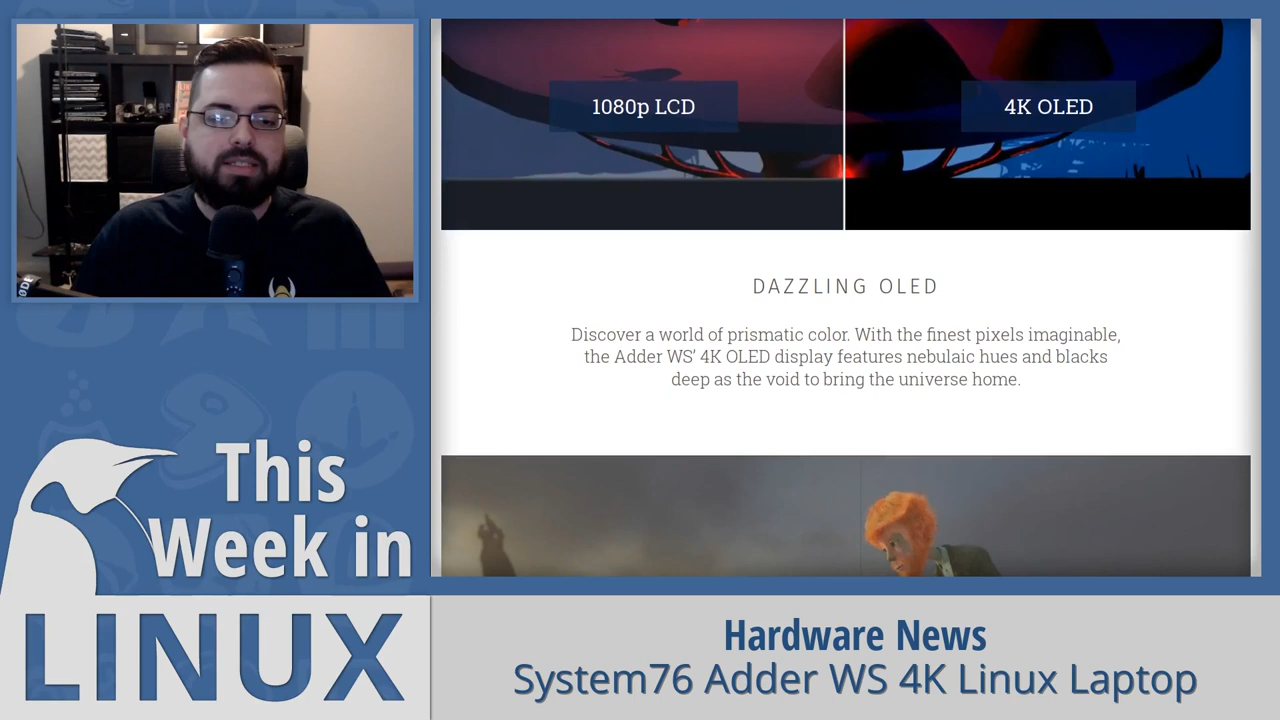 1080p LCD
4K OLED
DAZZLING OLED
Discover a world of prismatic color. With the finest pixels imaginable,
the Adder WS’ 4K OLED display features nebulaic hues and blacks
deep as the void to bring the universe home.
This
Week in
LINUX
Hardware News
System76 Adder WS 4K Linux Laptop